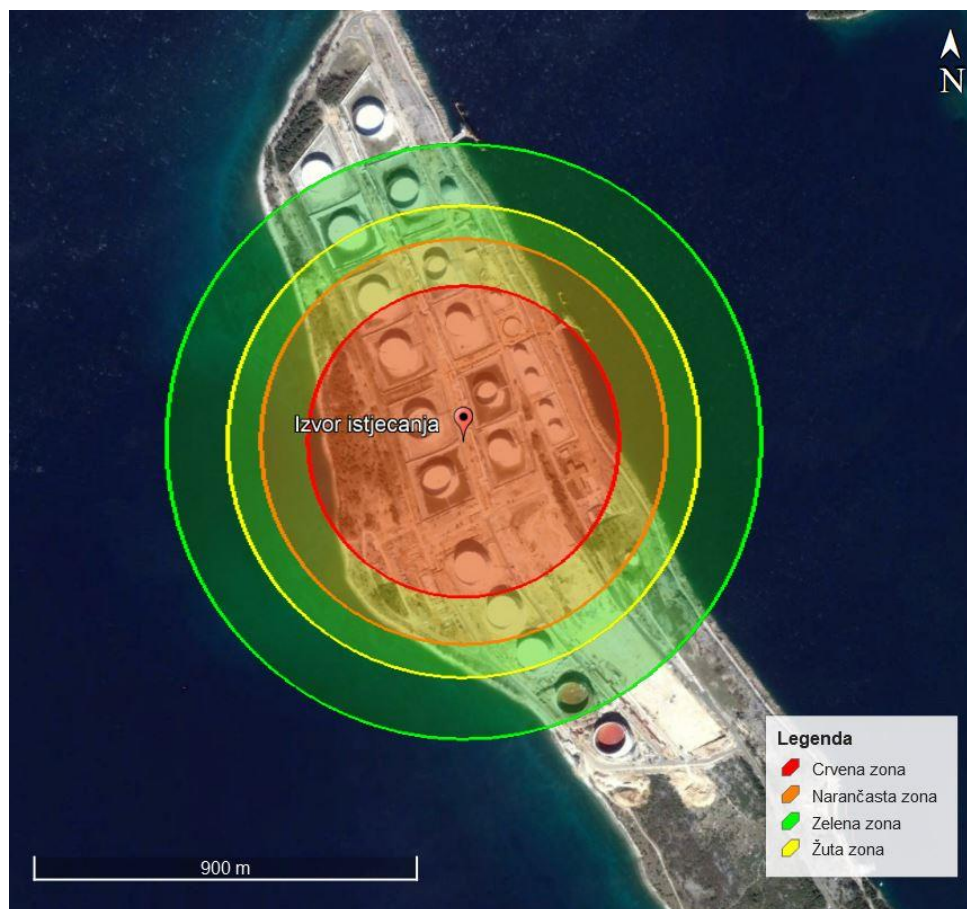 N
Izvor istjecanja
Legenda
Crvena zona
Narančasta zona
Zelena zona
Žuta zona
900 m